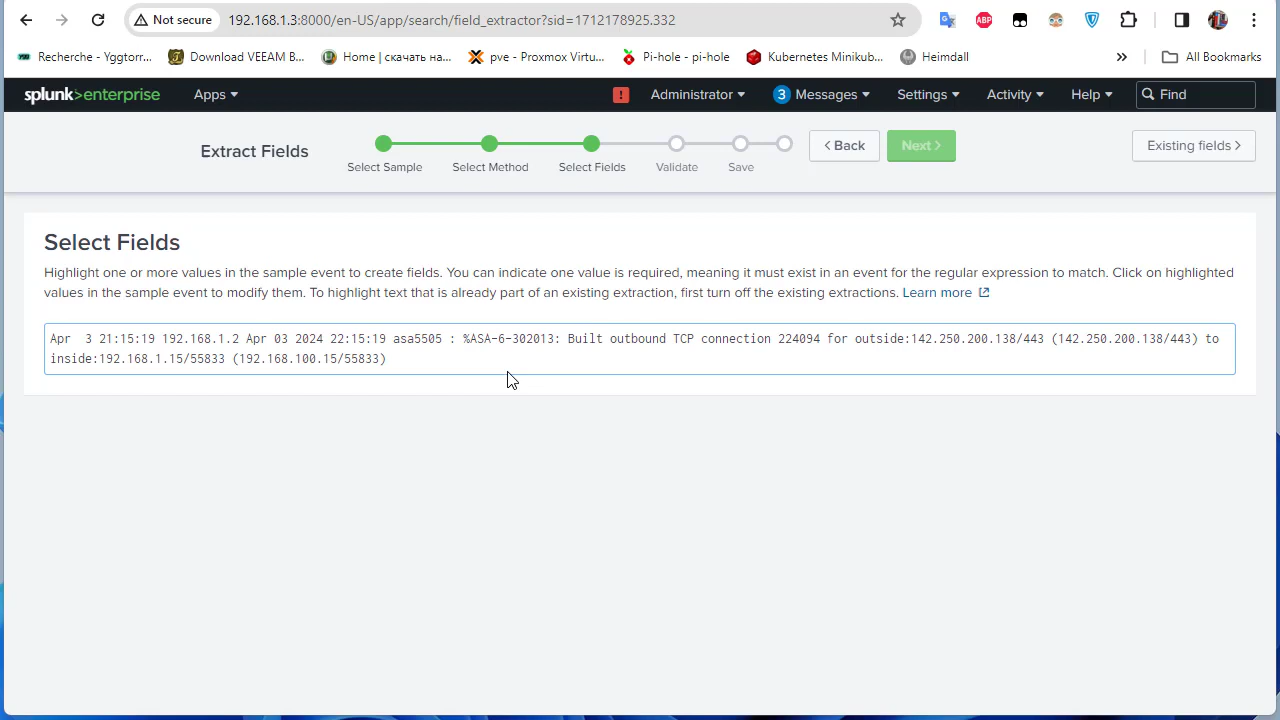 Not secure 192.168.1.3:8000/en-US/app/search/field_extractor?sid=1712178925.332
Recherche - Yggtorr... Download VEEAM B... Home | скачать на... pve - Proxmox Virtu... Pi-hole - pi-hole Kubernetes Minikub... Heimdall » All Bookmarks
splunk>enterprise Apps ! Administrator 3 Messages Settings Activity Help Find
Extract Fields Select Sample Select Method Select Fields Validate Save < Back Next > Existing fields >
Select Fields
Highlight one or more values in the sample event to create fields. You can indicate one value is required, meaning it must exist in an event for the regular expression to match. Click on highlighted
values in the sample event to modify them. To highlight text that is already part of an existing extraction, first turn off the existing extractions. Learn more
Apr  3 21:15:19 192.168.1.2 Apr 03 2024 22:15:19 asa5505 : %ASA-6-302013: Built outbound TCP connection 224094 for outside:142.250.200.138/443 (142.250.200.138/443) to
inside:192.168.1.15/55833 (192.168.100.15/55833)